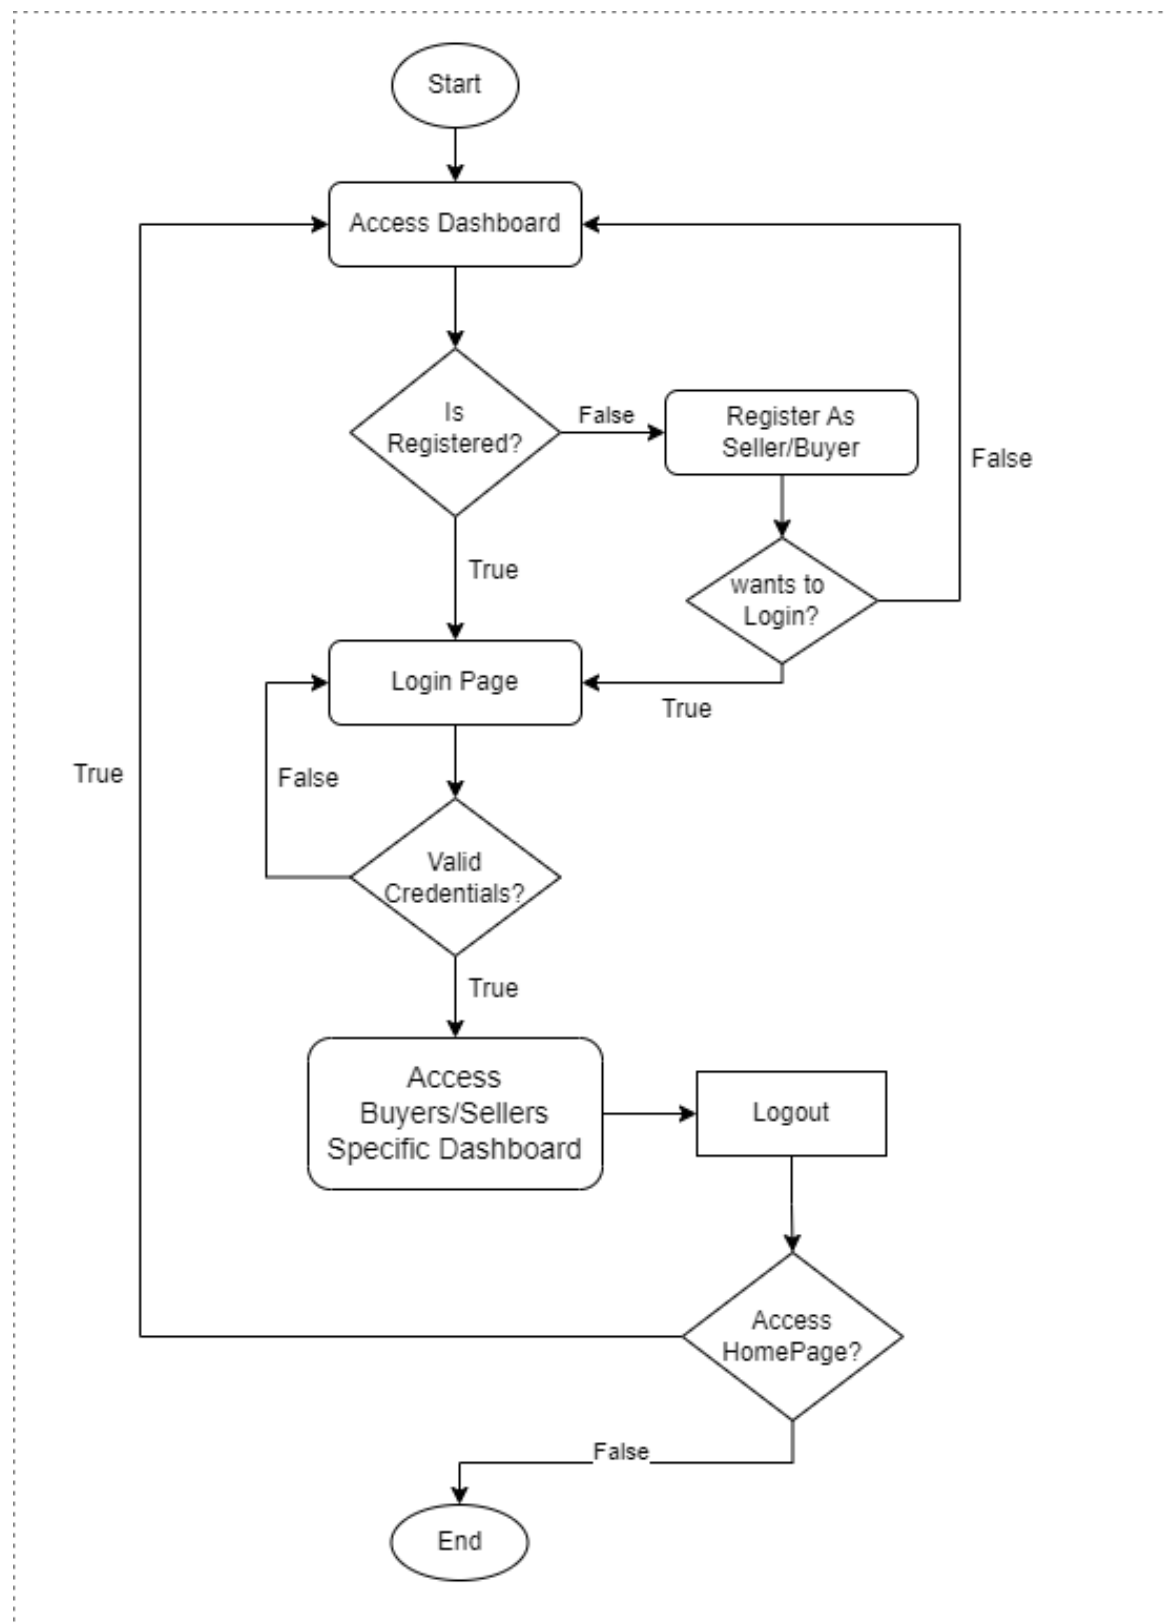 Start
Access Dashboard
Is
Registered?
False
Register As
Seller/Buyer
False
True
wants to
Login?
Login Page
True
True
False
Valid
Credentials?
True
Access
Buyers/Sellers
Specific Dashboard
Logout
Access
HomePage?
False
End